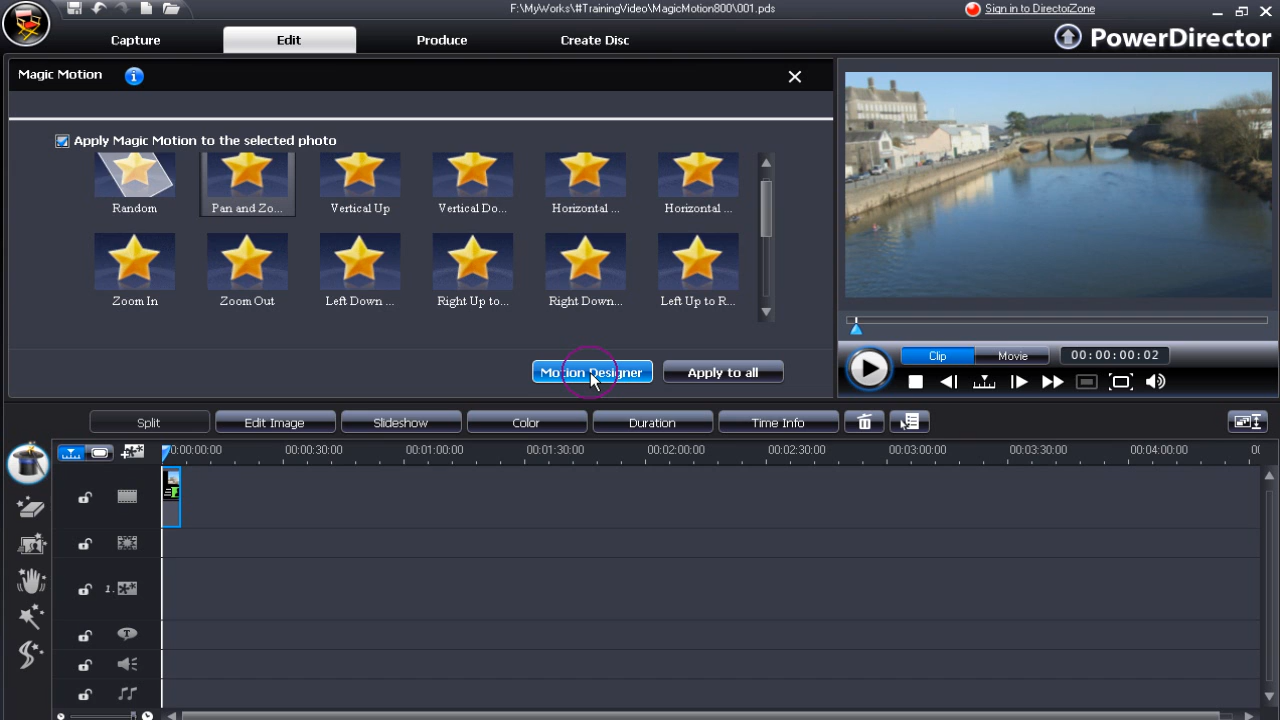 F:\MyWorks\#TrainingVideo\MagicMotion800\001.pds
Sign in to DirectorZone
Capture
Edit
Produce
Create Disc
PowerDirector
Magic Motion
Apply Magic Motion to the selected photo
Random
Pan and Zo...
Vertical Up
Vertical Do...
Horizontal ...
Horizontal ...
Zoom In
Zoom Out
Left Down ...
Right Up to...
Right Down...
Left Up to R...
Motion Designer
Apply to all
Clip
Movie
00:00:00:02
Split
Edit Image
Slideshow
Color
Duration
Time Info
0:00:00:00
00:00:30:00
00:01:00:00
00:01:30:00
00:02:00:00
00:02:30:00
00:03:00:00
00:03:30:00
00:04:00:00
00
1.